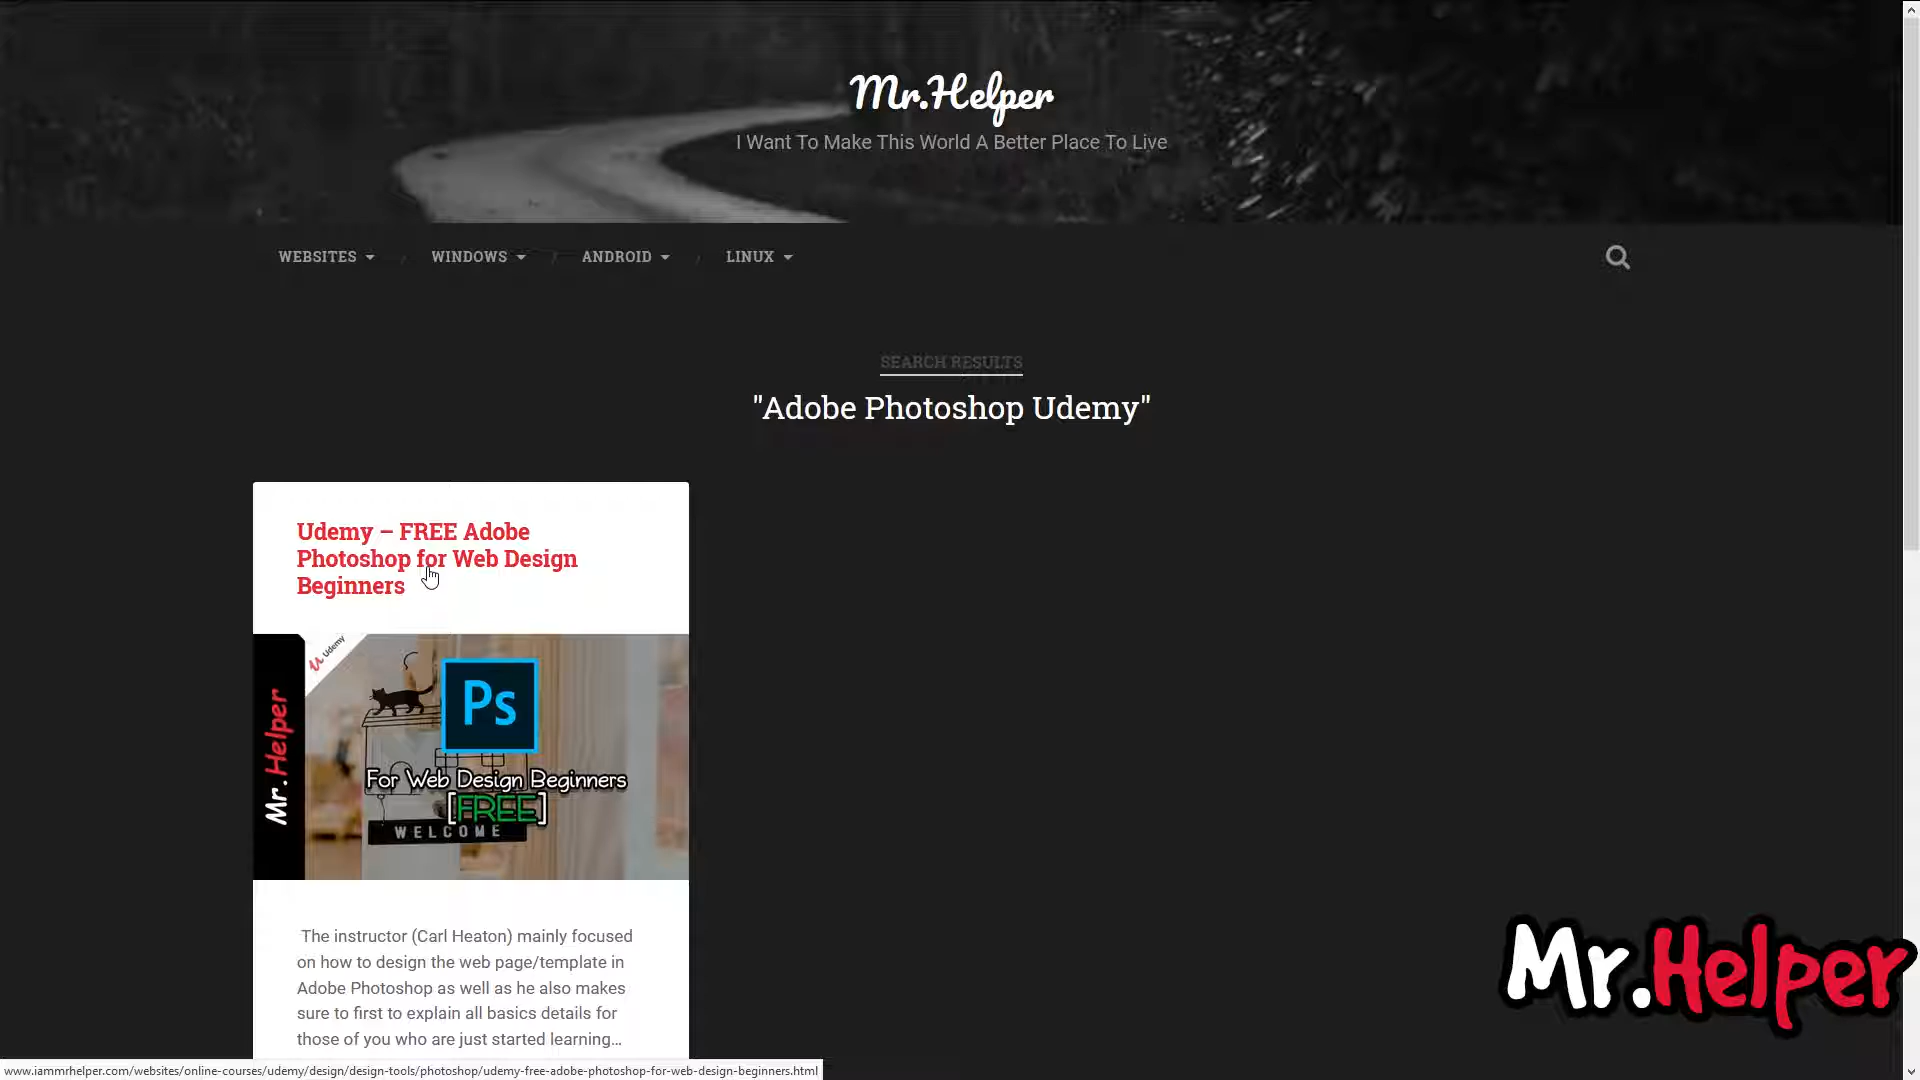 Mr.Helper
I Want To Make This World A Better Place To Live
WEBSITES / WINDOWS / ANDROID / LINUX
SEARCH RESULTS
"Adobe Photoshop Udemy"
Udemy – FREE Adobe
Photoshop for Web Design
Beginners
Udemy
Mr. Helper
Ps
For Web Design Beginners
[FREE]
WELCOME
The instructor (Carl Heaton) mainly focused
on how to design the web page/template in
Adobe Photoshop as well as he also makes
sure to first to explain all basics details for
those of you who are just started learning...
Mr.Helper
www.iammrhelper.com/websites/online-courses/udemy/design/design-tools/photoshop/udemy-free-adobe-photoshop-for-web-design-beginners.html